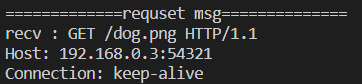 =============requset msg==============
recv : GET /dog.png HTTP/1.1
Host: 192.168.0.3:54321
Connection: keep-alive